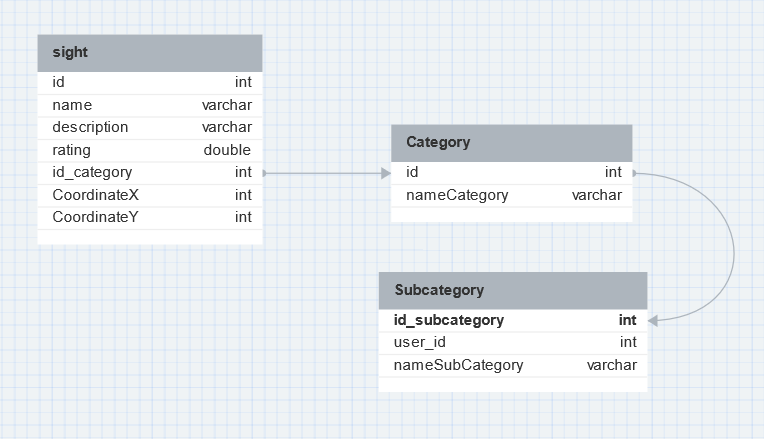 sight
id int
name varchar
description varchar
rating double
id_category int
CoordinateX int
CoordinateY int
Category
id int
nameCategory varchar
Subcategory
id_subcategory int
user_id int
nameSubCategory varchar